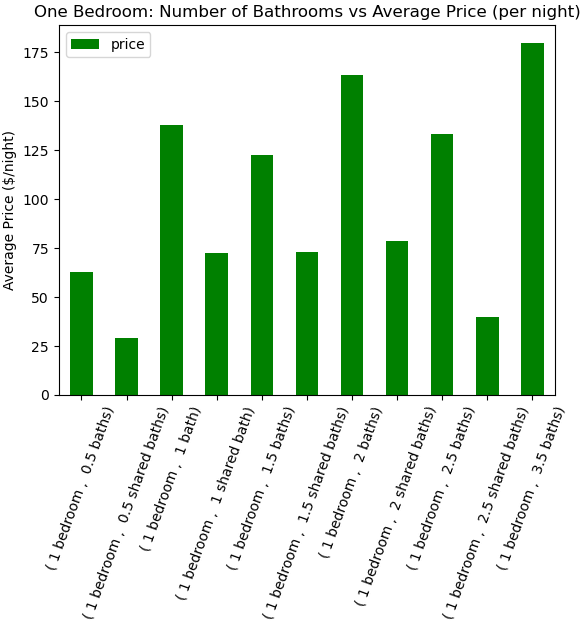 One Bedroom: Number of Bathrooms vs Average Price (per night)
price
Average Price ($/night)
175
150
125
100
75
50
25
0
( 1 bedroom ,  0.5 baths)
( 1 bedroom ,  0.5 shared baths)
( 1 bedroom ,  1 bath)
( 1 bedroom ,  1 shared bath)
( 1 bedroom ,  1.5 baths)
( 1 bedroom ,  1.5 shared baths)
( 1 bedroom ,  2 baths)
( 1 bedroom ,  2 shared baths)
( 1 bedroom ,  2.5 baths)
( 1 bedroom ,  2.5 shared baths)
( 1 bedroom ,  3.5 baths)